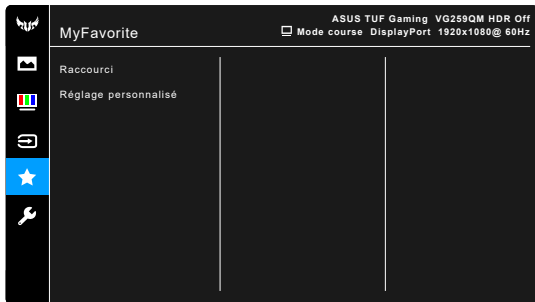 MyFavorite
ASUS TUF Gaming VG259QM HDR Off
Mode course DisplayPort 1920x1080@ 60Hz
Raccourci
Réglage personnalisé